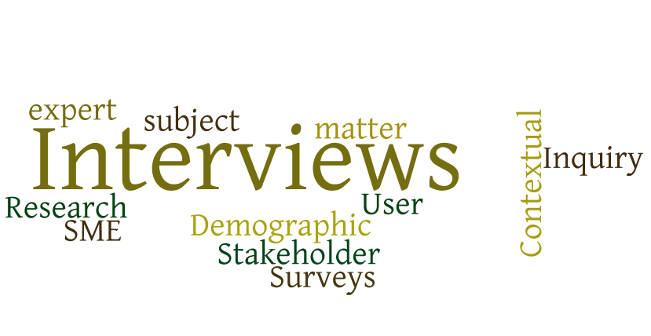 expert
subject
matter
Interviews
Contextual
Inquiry
Research
User
SME
Demographic
Stakeholder
Surveys